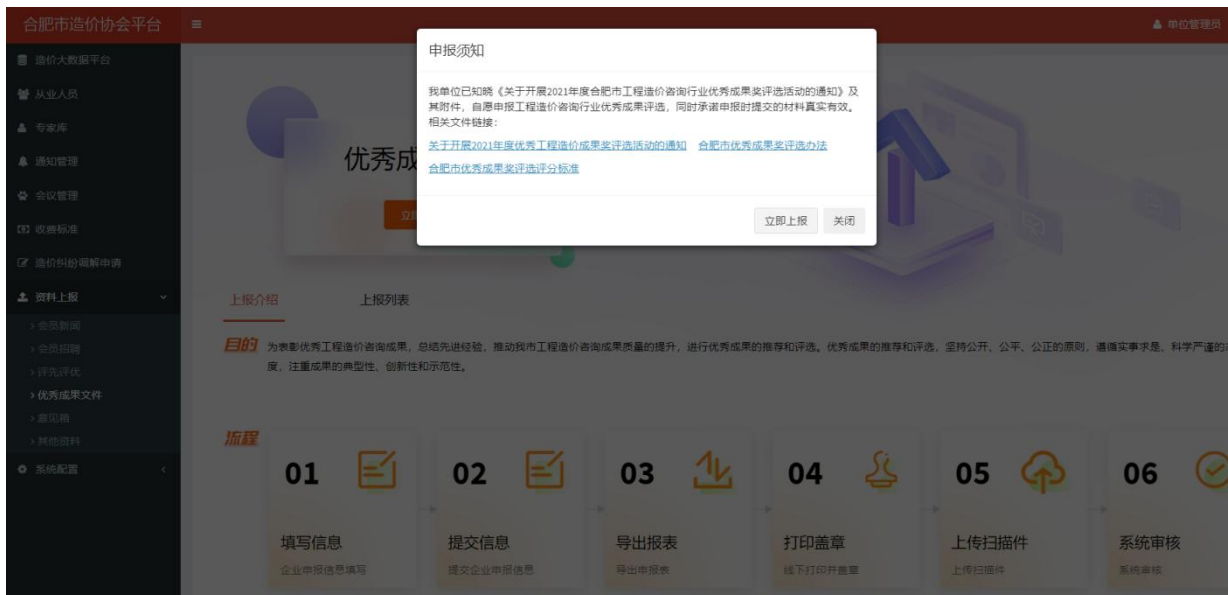 合肥市造价协会平台
单位管理员
造价大数据平台
从业人员
专家库
通知管理
会议管理
收费标准
造价纠纷调解申请
资料上报
会员新闻
会员招聘
评先评优
优秀成果文件
意见箱
其他资料
系统配置
优秀成
申报须知
我单位已知晓《关于开展2021年度合肥市工程造价咨询行业优秀成果奖评选活动的通知》及
其附件，自愿申报工程造价咨询行业优秀成果评选，同时承诺申报时提交的材料真实有效。
相关文件链接：
关于开展2021年度优秀工程造价成果奖评选活动的通知 合肥市优秀成果奖评选办法
合肥市优秀成果奖评选评分标准
立即上报 关闭
上报介绍 上报列表
目的 为表彰优秀工程造价咨询成果，总结先进经验，推动我市工程造价咨询成果质量的提升，进行优秀成果的推荐和评选。优秀成果的推荐和评选，坚持公开、公平、公正的原则，遵循实事求是、科学严谨的
度，注重成果的典型性、创新性和示范性。
流程
01 02 03 04 05 06
填写信息 提交信息 导出报表 打印盖章 上传扫描件 系统审核
企业申报信息填写 提交企业申报信息 导出申报表 线下打印并盖章 上传扫描件 系统审核